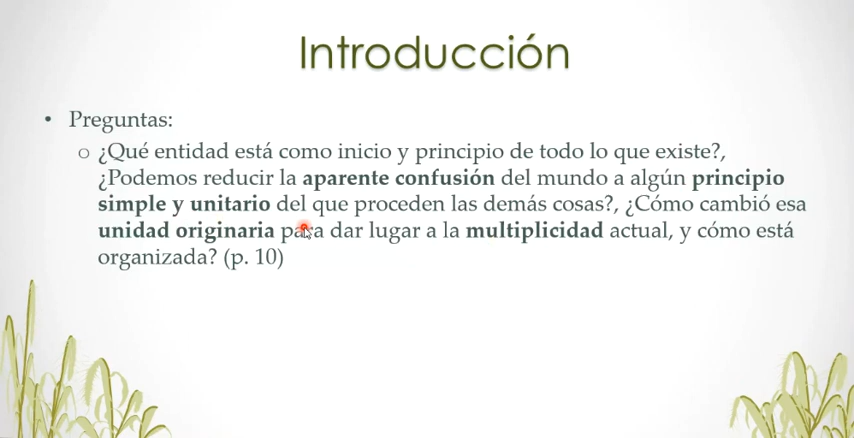 Introducción
• Preguntas:
o ¿Qué entidad está como inicio y principio de todo lo que existe?,
¿Podemos reducir la aparente confusión del mundo a algún principio
simple y unitario del que proceden las demás cosas?, ¿Cómo cambió esa
unidad originaria para dar lugar a la multiplicidad actual, y cómo está
organizada? (p. 10)